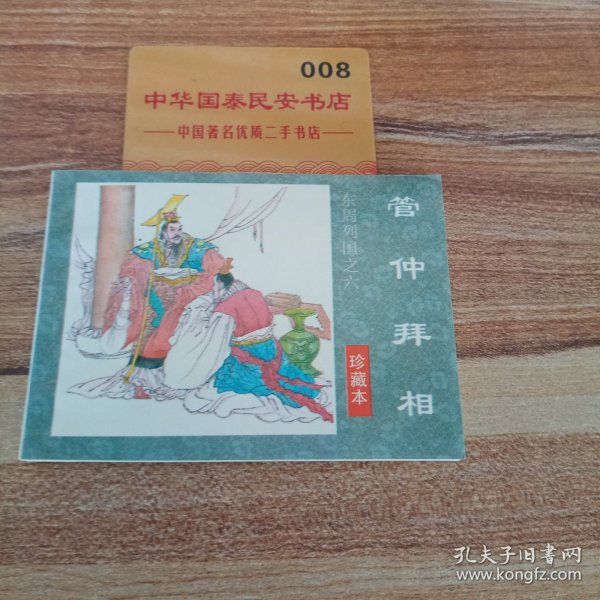 008
中华国泰民安书店
——中国著名优质二手书店——
管仲拜相
东周列国之六
珍藏本
孔夫子旧书网
www.kongfz.com